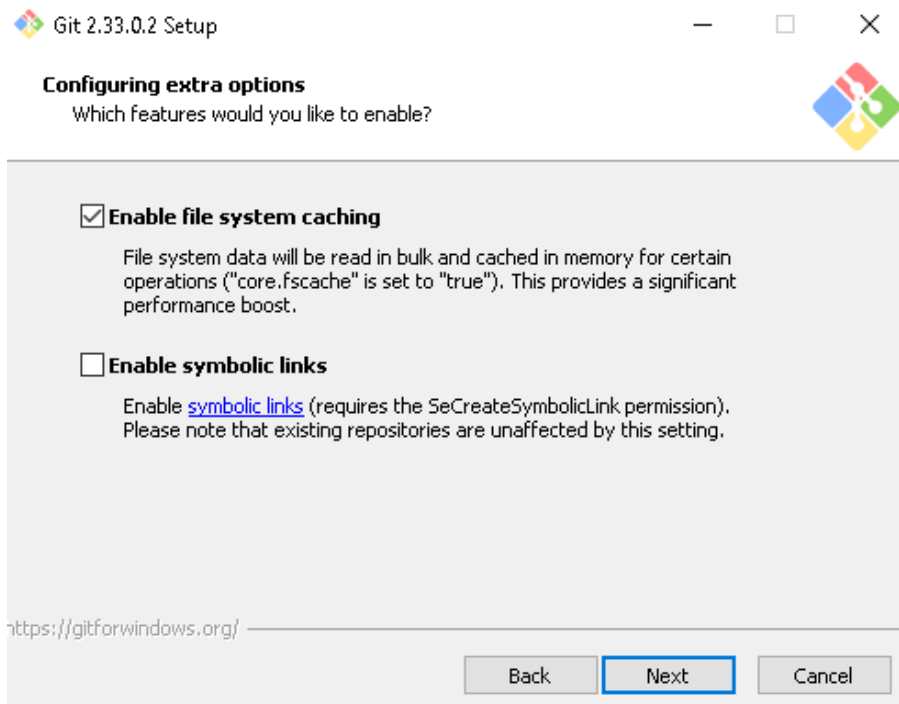 Git 2.33.0.2 Setup
Configuring extra options
Which features would you like to enable?
Enable file system caching
File system data will be read in bulk and cached in memory for certain
operations ("core.fscache" is set to "true"). This provides a significant
performance boost.
Enable symbolic links
Enable symbolic links (requires the SeCreateSymbolicLink permission).
Please note that existing repositories are unaffected by this setting.
https://gitforwindows.org/
Back Next Cancel